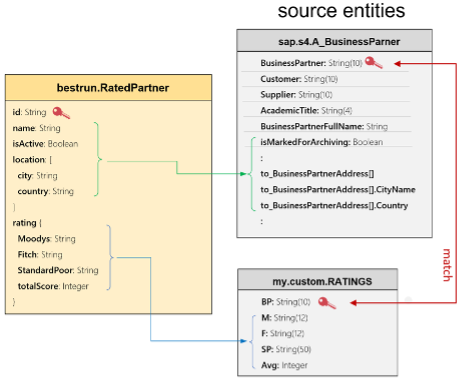 source entities
bestrun.RatedPartner
id: String
name: String
isActive: Boolean
location: [
city: String
country: String
]
rating {
Moodys: String
Fitch: String
StandardPoor: String
totalScore: Integer
}
sap.s4.A_BusinessParner
BusinessPartner: String(10)
Customer: String(10)
Supplier: String(10)
AcademicTitle: String(4)
BusinessPartnerFullName: String
isMarkedForArchiving: Boolean
:
to_BusinessPartnerAddress[]
to_BusinessPartnerAddress[].CityName
to_BusinessPartnerAddress[].Country
:
match
my.custom.RATINGS
BP: String(10)
M: String(12)
F: String(12)
SP: String(50)
Avg: Integer